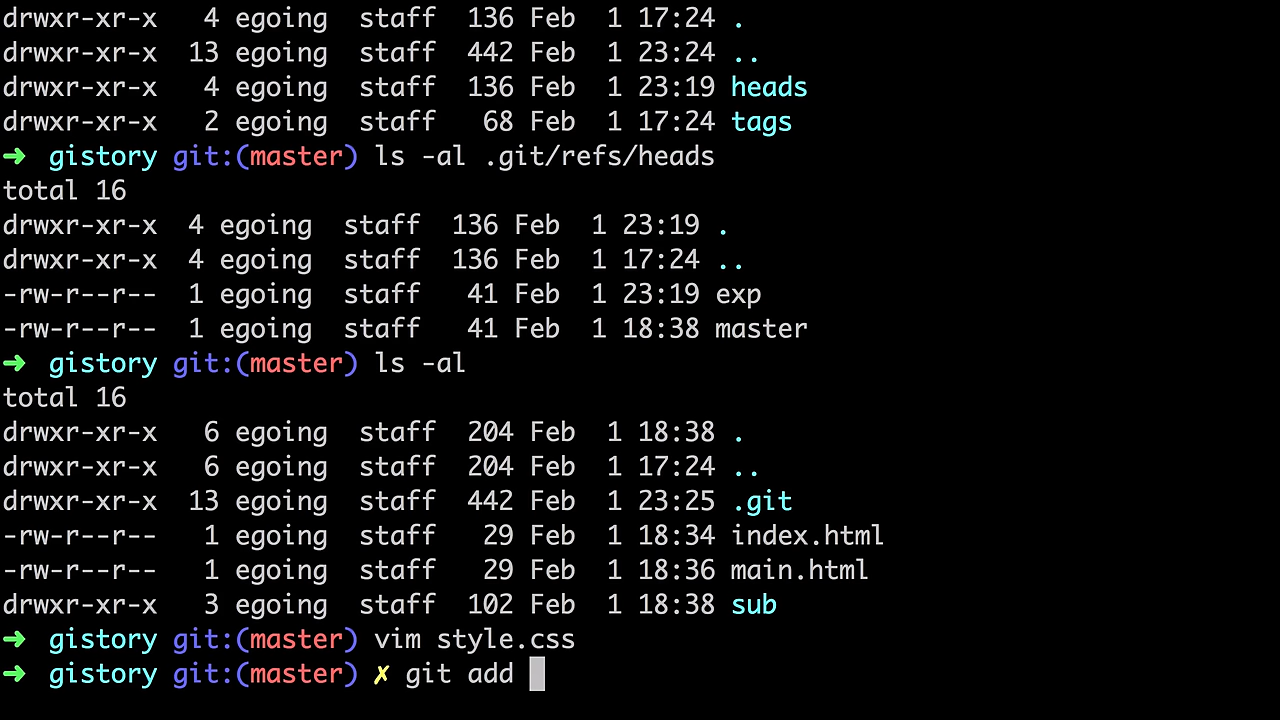 drwxr-xr-x   4 egoing  staff  136 Feb  1 17:24 .
drwxr-xr-x  13 egoing  staff  442 Feb  1 23:24 ..
drwxr-xr-x   4 egoing  staff  136 Feb  1 23:19 heads
drwxr-xr-x   2 egoing  staff   68 Feb  1 17:24 tags
➜  gistory git:(master) ls -al .git/refs/heads
total 16
drwxr-xr-x  4 egoing  staff  136 Feb  1 23:19 .
drwxr-xr-x  4 egoing  staff  136 Feb  1 17:24 ..
-rw-r--r--  1 egoing  staff   41 Feb  1 23:19 exp
-rw-r--r--  1 egoing  staff   41 Feb  1 18:38 master
➜  gistory git:(master) ls -al
total 16
drwxr-xr-x   6 egoing  staff  204 Feb  1 18:38 .
drwxr-xr-x   6 egoing  staff  204 Feb  1 17:24 ..
drwxr-xr-x  13 egoing  staff  442 Feb  1 23:25 .git
-rw-r--r--   1 egoing  staff   29 Feb  1 18:34 index.html
-rw-r--r--   1 egoing  staff   29 Feb  1 18:36 main.html
drwxr-xr-x   3 egoing  staff  102 Feb  1 18:38 sub
➜  gistory git:(master) vim style.css
➜  gistory git:(master) ✗ git add